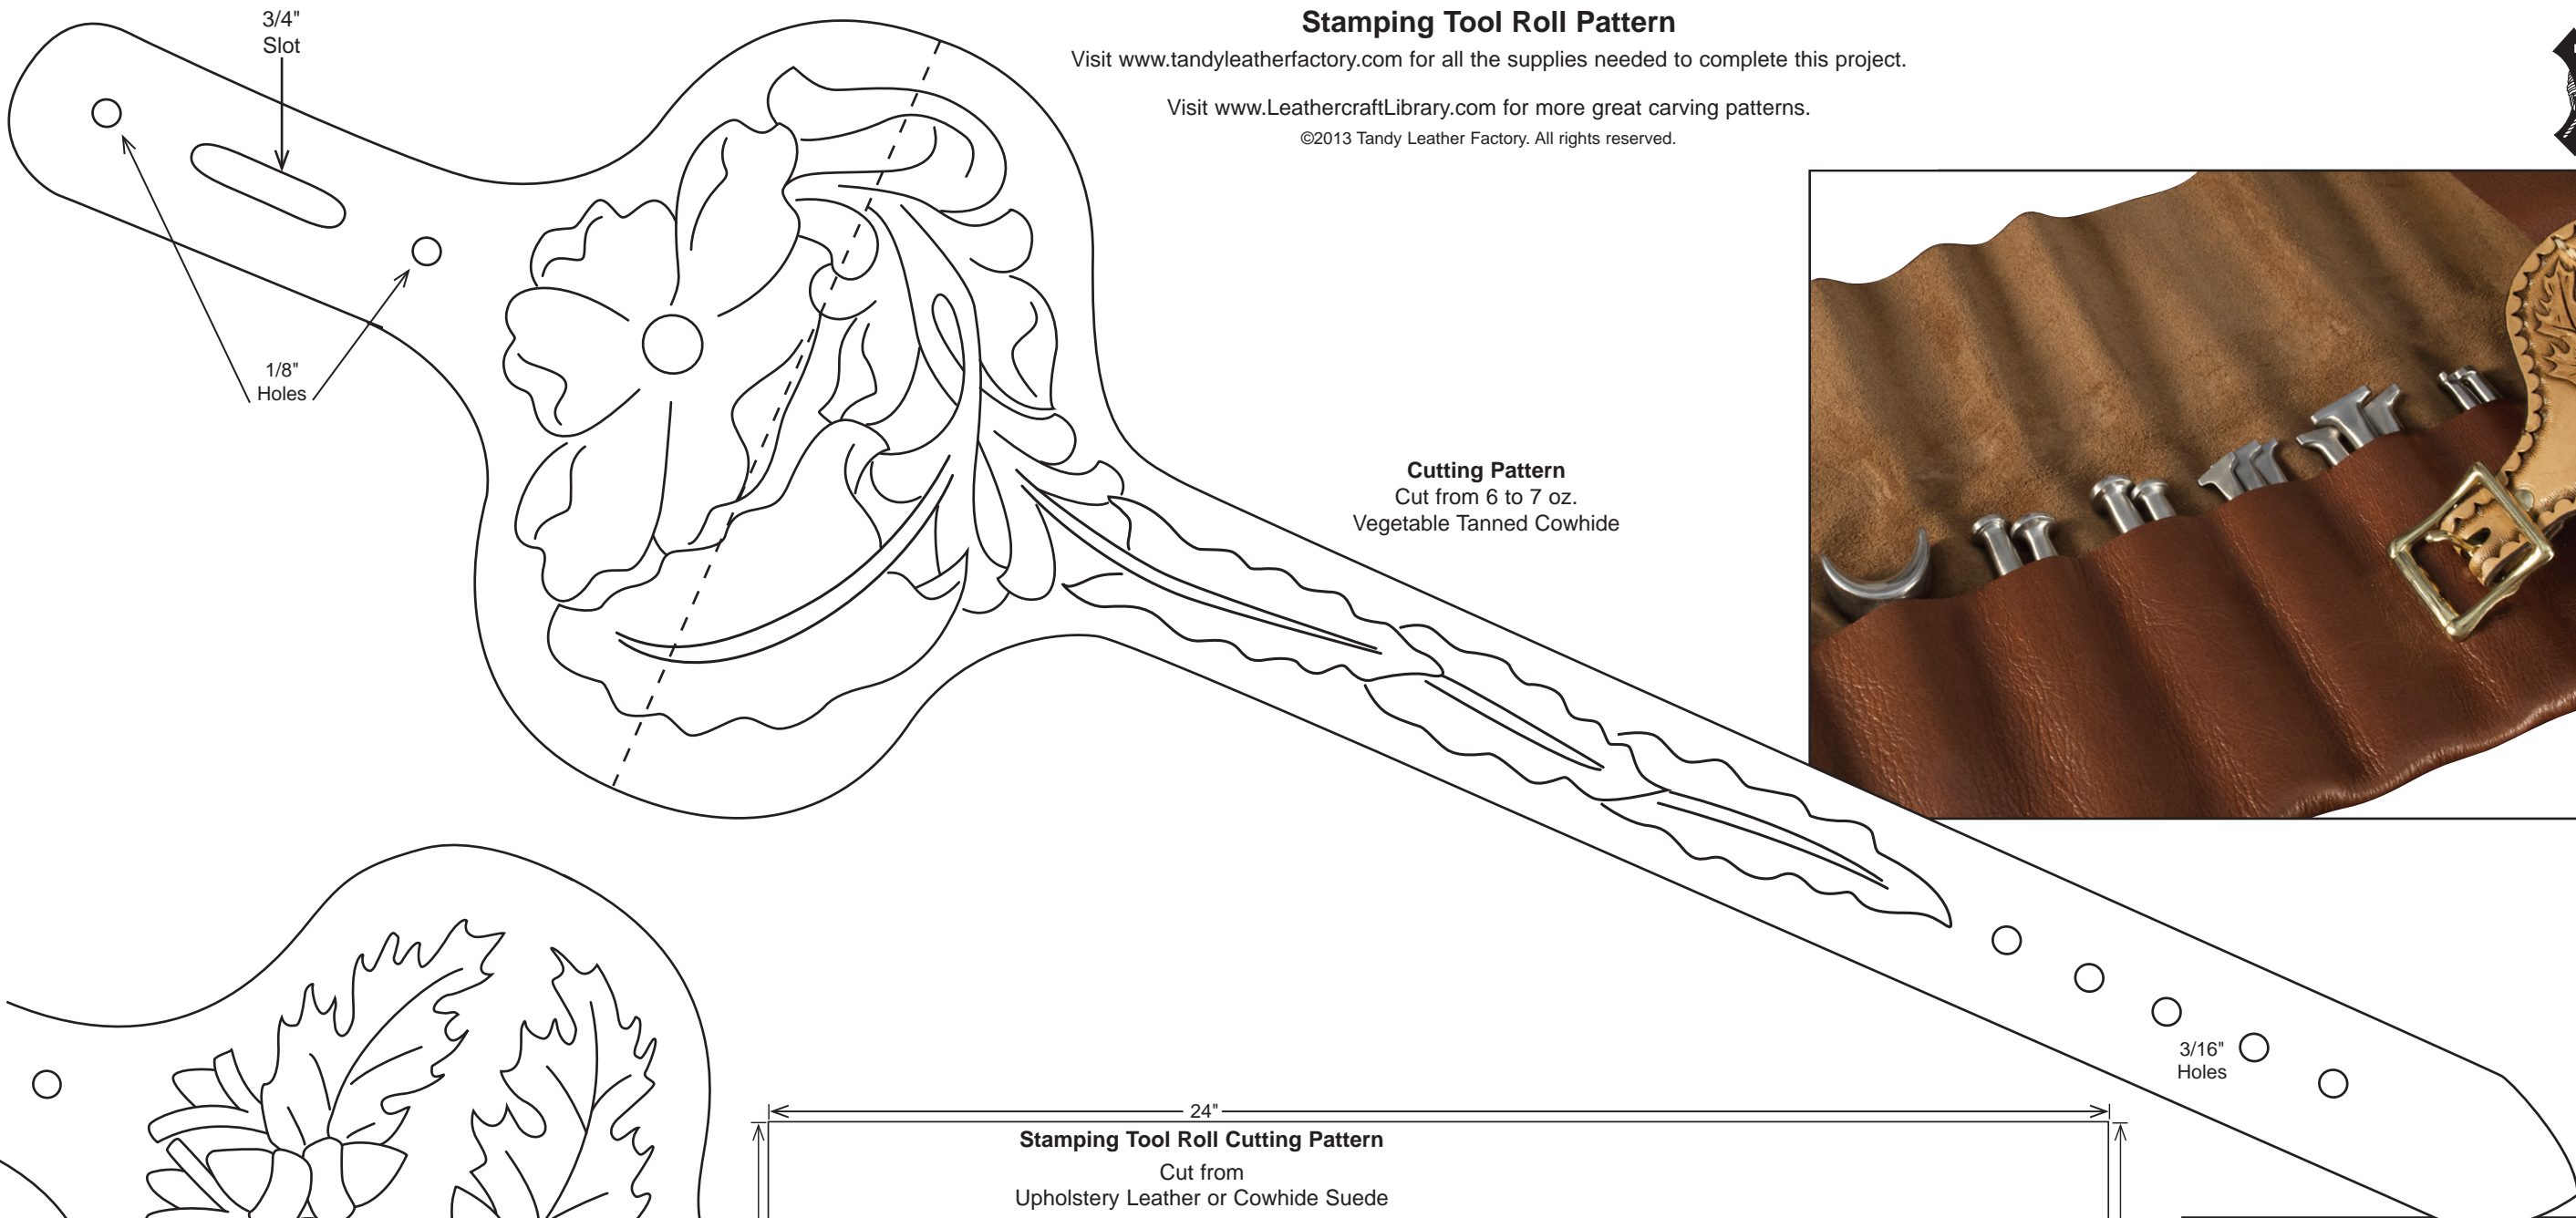 3/4"
Slot
Stamping Tool Roll Pattern
Visit www.tandyleatherfactory.com for all the supplies needed to complete this project.
Visit www.LeathercraftLibrary.com for more great carving patterns.
©2013 Tandy Leather Factory. All rights reserved.
1/8"
Holes
Cutting Pattern
Cut from 6 to 7 oz.
Vegetable Tanned Cowhide
3/16"
Holes
24"
Stamping Tool Roll Cutting Pattern
Cut from
Upholstery Leather or Cowhide Suede